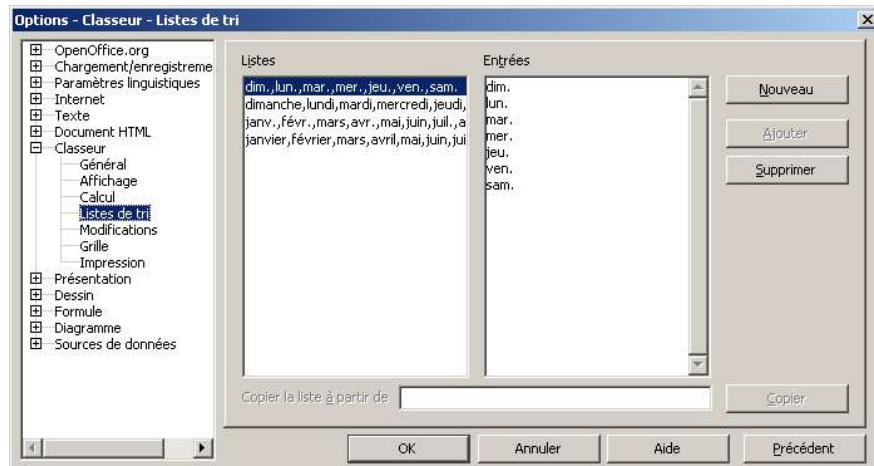 Options - Classeur - Listes de tri
OpenOffice.org
Chargement/enregistreme
Paramètres linguistiques
Internet
Texte
Document HTML
Classeur
Général
Affichage
Calcul
Listes de tri
Modifications
Grille
Impression
Présentation
Dessin
Formule
Diagramme
Sources de données
Listes
dim.,lun.,mar.,mer.,jeu.,ven.,sam.
dimanche,lundi,mardi,mercredi,jeudi,
janv.,févr.,mars,avr.,mai,juin,juil.,a
janvier,février,mars,avril,mai,juin,jui
Entrées
dim.
lun.
mar.
mer.
jeu.
ven.
sam.
Nouveau
Ajouter
Supprimer
Copier la liste à partir de
Copier
OK
Annuler
Aide
Précédent